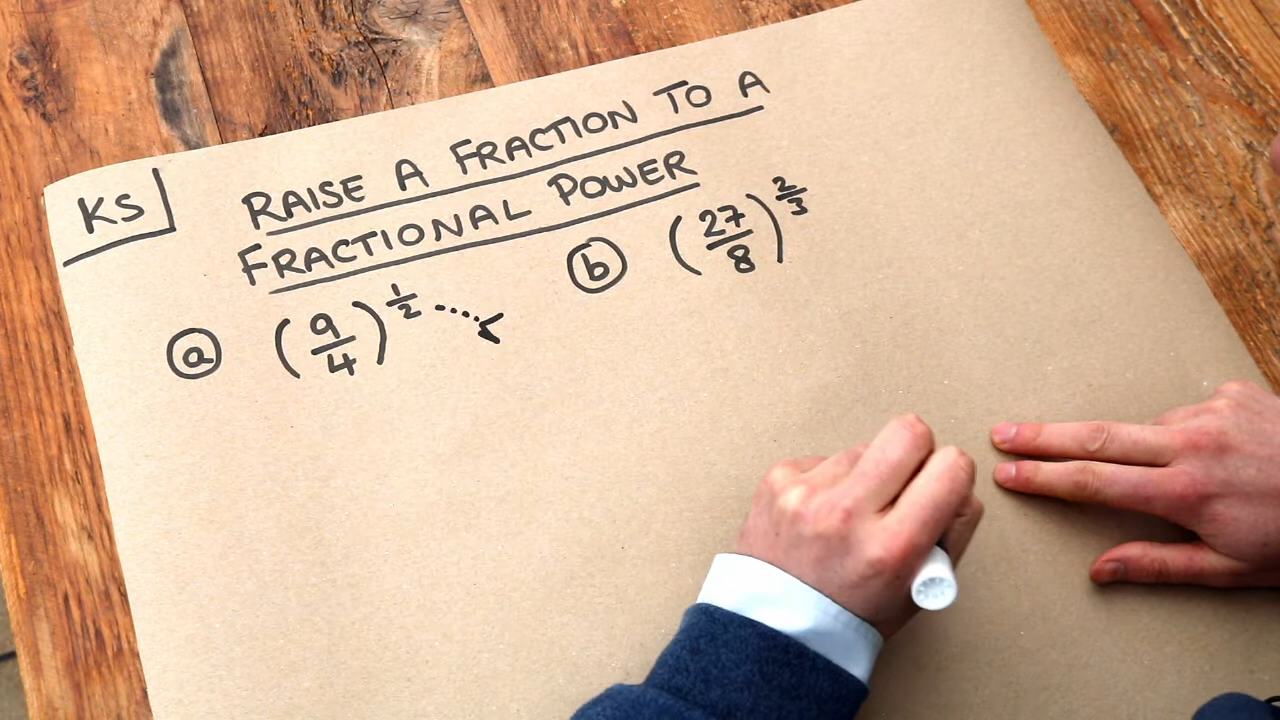 KS
RAISE A FRACTION TO A
FRACTIONAL POWER
ⓐ (9/4)^(1/2)
ⓑ (27/8)^(2/3)